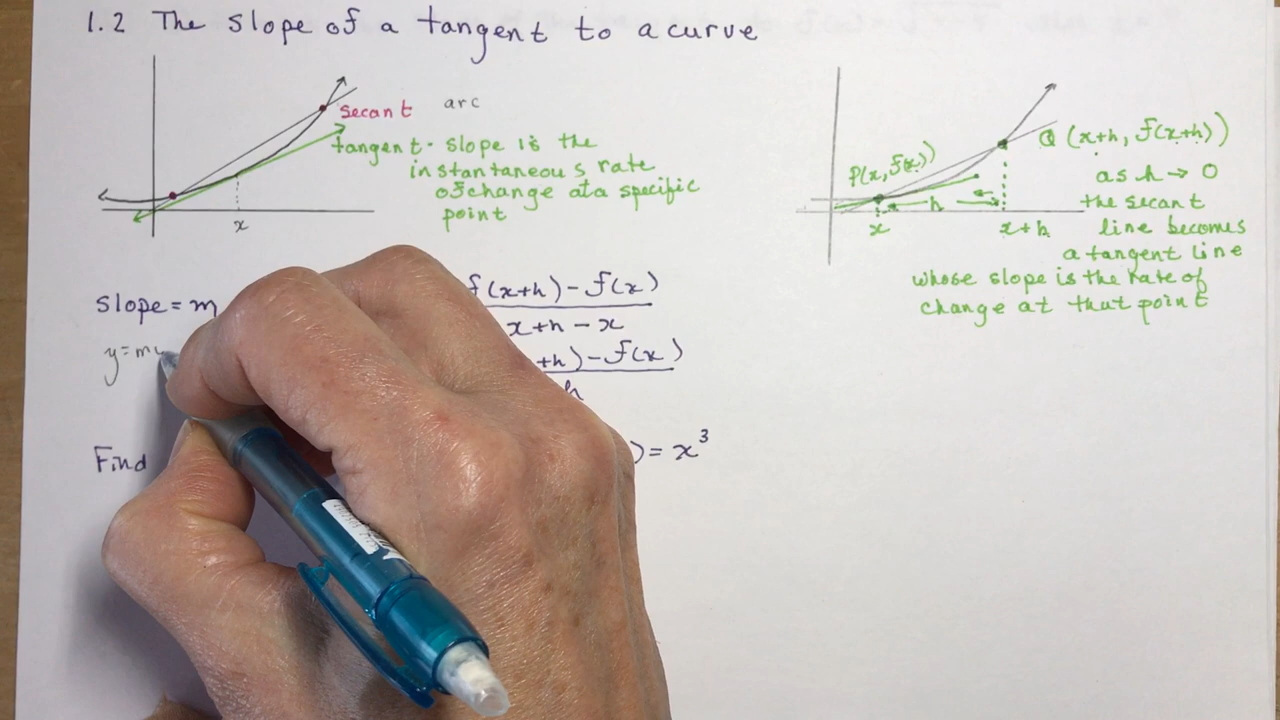 1.2 The slope of a tangent to a curve
secant arc
tangent - slope is the
instantaneous rate
of change at a specific
point
x
P(x, f(x))
Q (x+h, f(x+h))
as h → 0
the secant
line becomes
a tangent line
whose slope is the rate of
change at that point
h
x
x+h
slope = m
f(x+h) - f(x)
x+h - x
y = m
+h) - f(x)
h
Find
) = x³